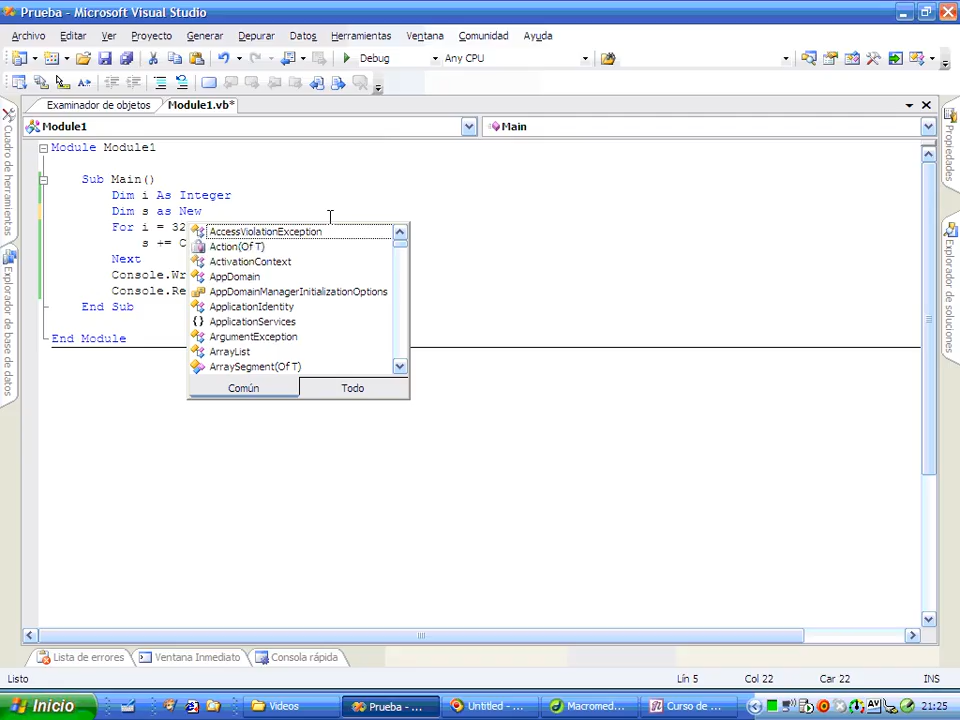 Prueba - Microsoft Visual Studio
Archivo Editar Ver Proyecto Generar Depurar Datos Herramientas Ventana Comunidad Ayuda
Debug Any CPU
Examinador de objetos Module1.vb*
Module1 Main
Module Module1
Sub Main()
Dim i As Integer
Dim s as New
For i = 32
s += C
Next
Console.Wr
Console.Re
End Sub
End Module
AccessViolationException
Action(Of T)
ActivationContext
AppDomain
AppDomainManagerInitializationOptions
ApplicationIdentity
ApplicationServices
ArgumentException
ArrayList
ArraySegment(Of T)
Común Todo
Cuadro de herramientas
Explorador de base de datos
Propiedades
Explorador de soluciones
Lista de errores Ventana Inmediato Consola rápida
Listo Lín 5 Col 22 Car 22 INS
Inicio Videos Prueba - ... Untitled - ... Macromed... Curso de ... AV 21:25